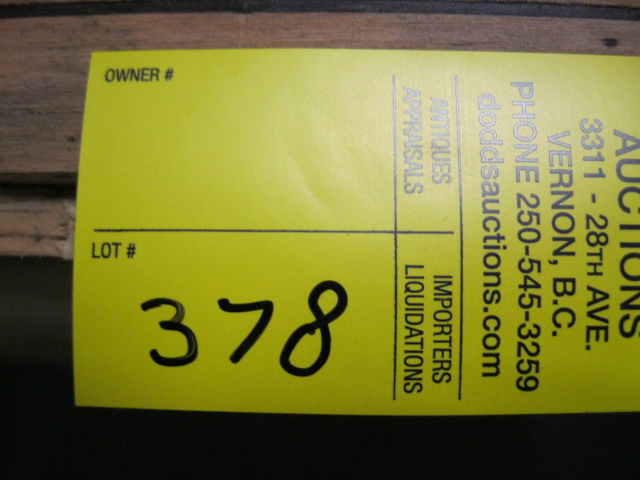 AUCTIONS
3311 - 28TH AVE.
VERNON, B.C.
PHONE 250-545-3259
doddsauctions.com
ANTIQUES IMPORTERS
APPRAISALS LIQUIDATIONS
OWNER #
LOT #
378